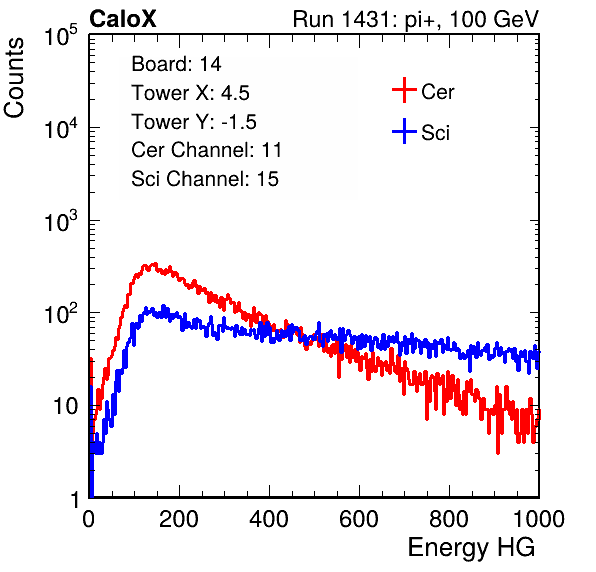 CaloX
Run 1431: pi+, 100 GeV
Counts
10^5
10^4
10^3
10^2
10
1
Board: 14
Tower X: 4.5
Tower Y: -1.5
Cer Channel: 11
Sci Channel: 15
Cer
Sci
0 200 400 600 800 1000
Energy HG